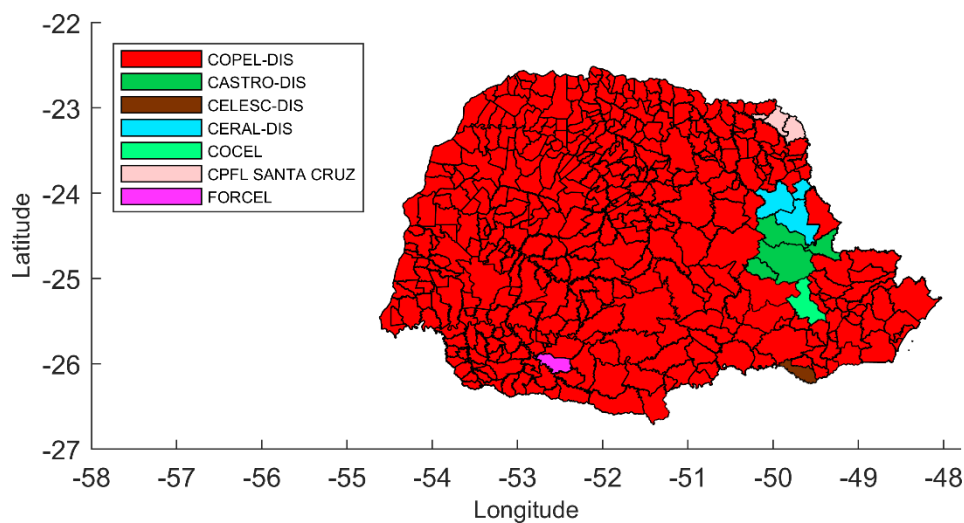 -22
-23
-24
-25
-26
-27
Latitude
COPEL-DIS
CASTRO-DIS
CELESC-DIS
CERAL-DIS
COCEL
CPFL SANTA CRUZ
FORCEL
-58 -57 -56 -55 -54 -53 -52 -51 -50 -49 -48
Longitude